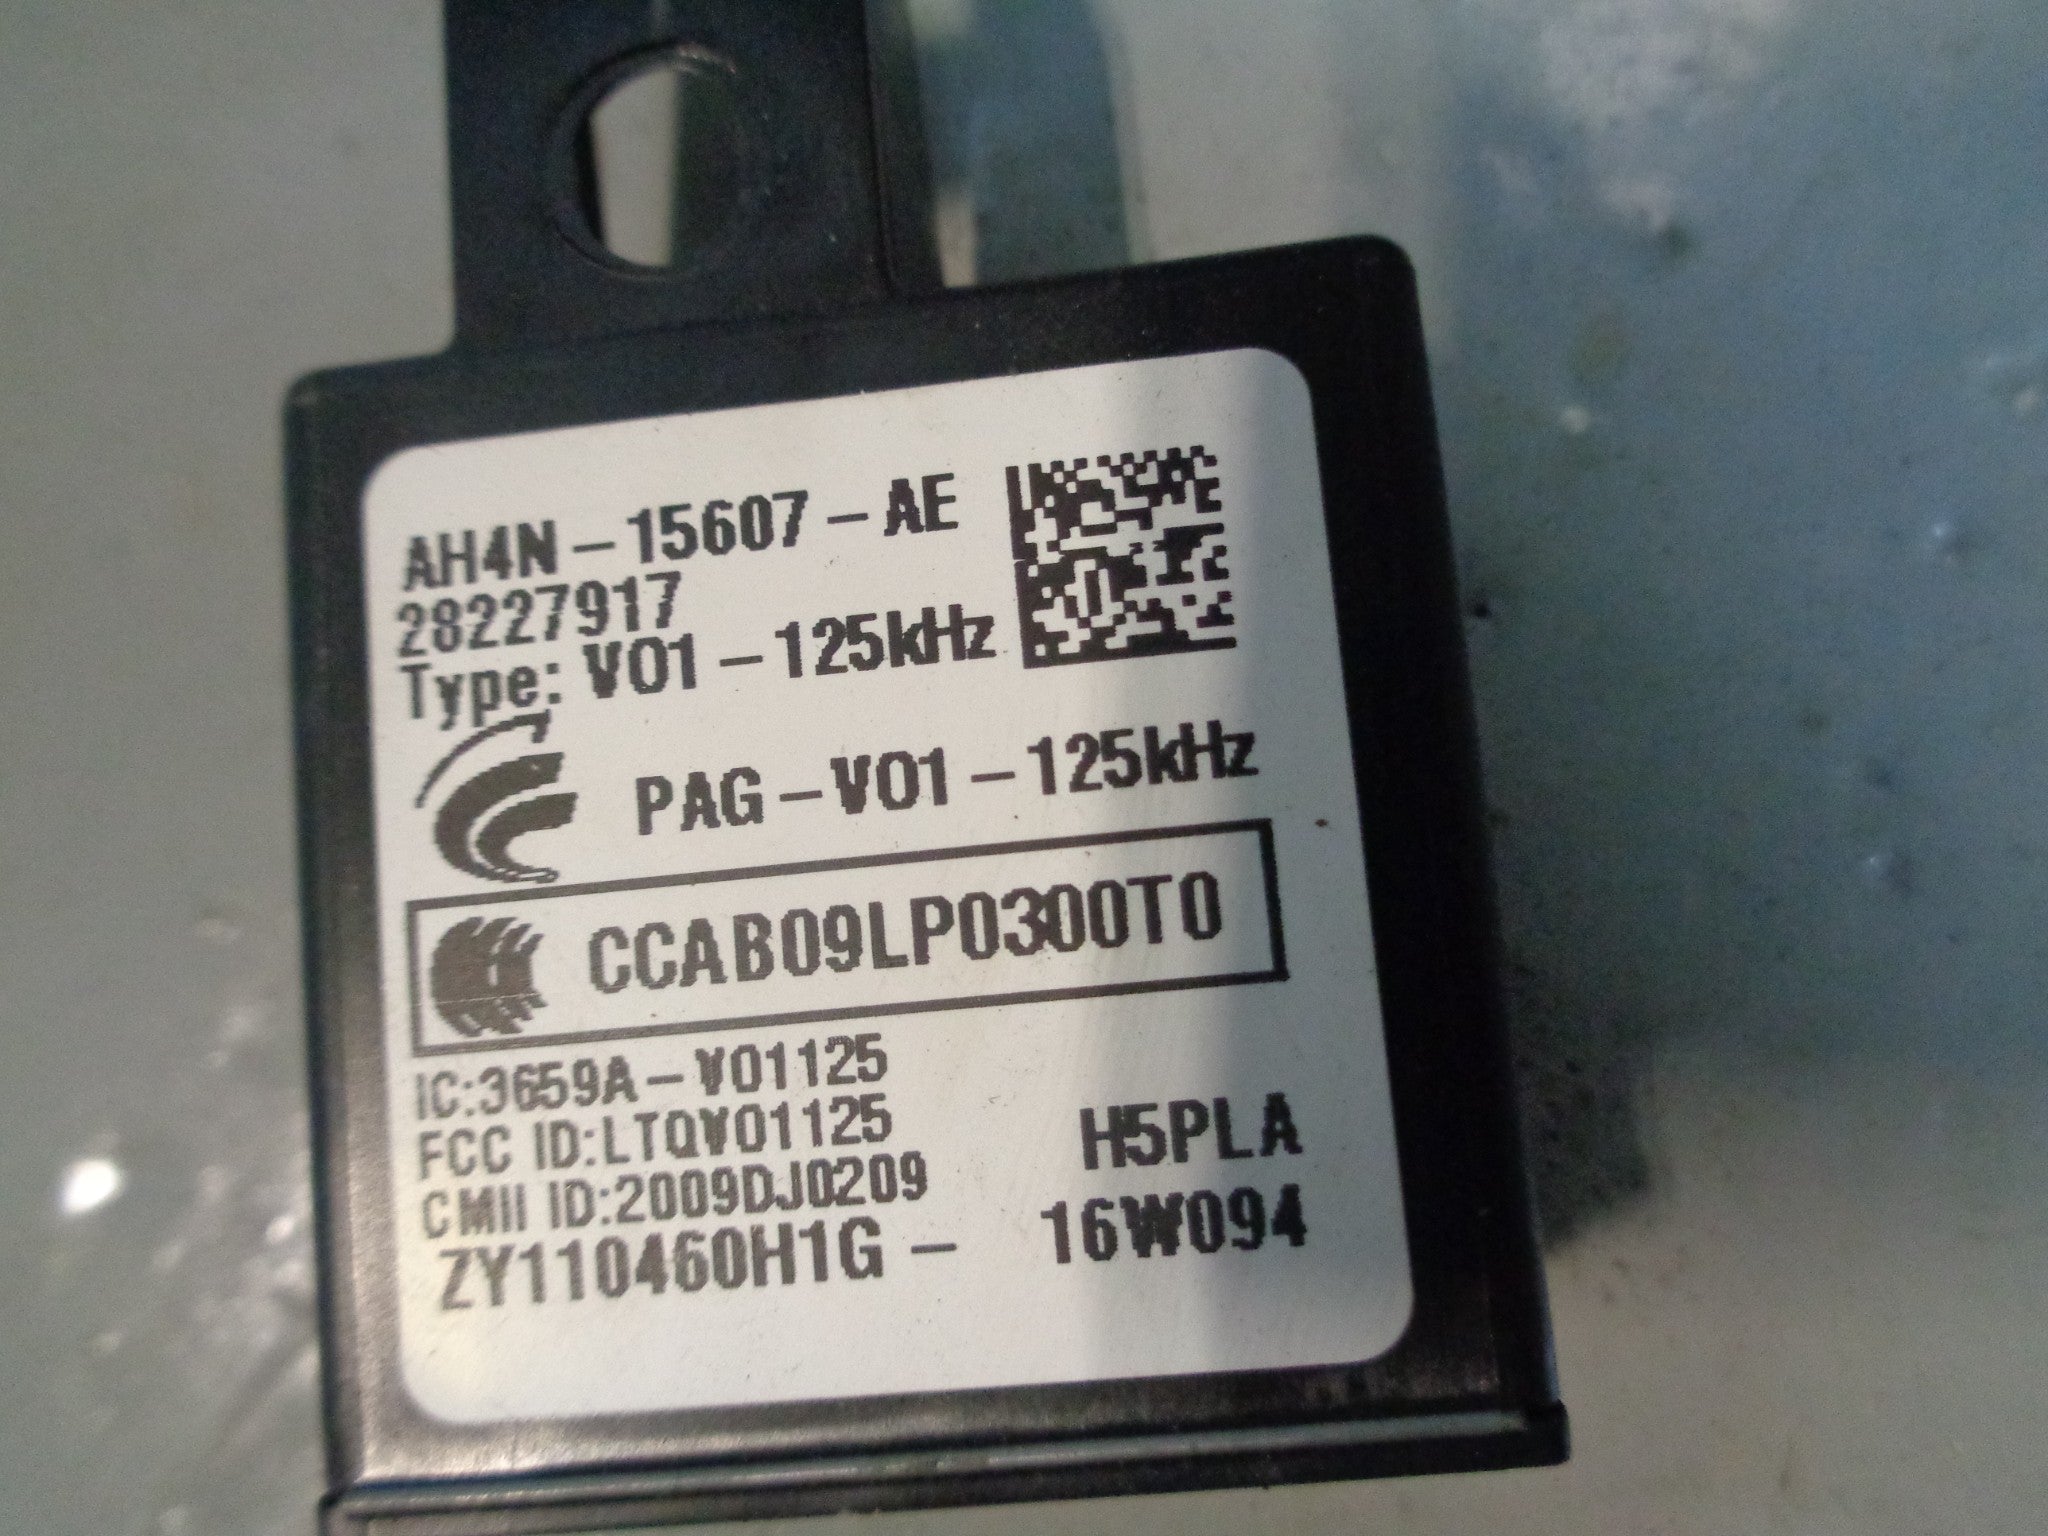 AH4N-15607-AE
28227917
Type: V01-125kHz
PAG-V01-125kHz
CCAB09LP0300T0
IC:3659A-V01125
FCC ID:LTQV01125
CMII ID:2009DJ0209
H5PLA
ZY110460H1G- 16W094